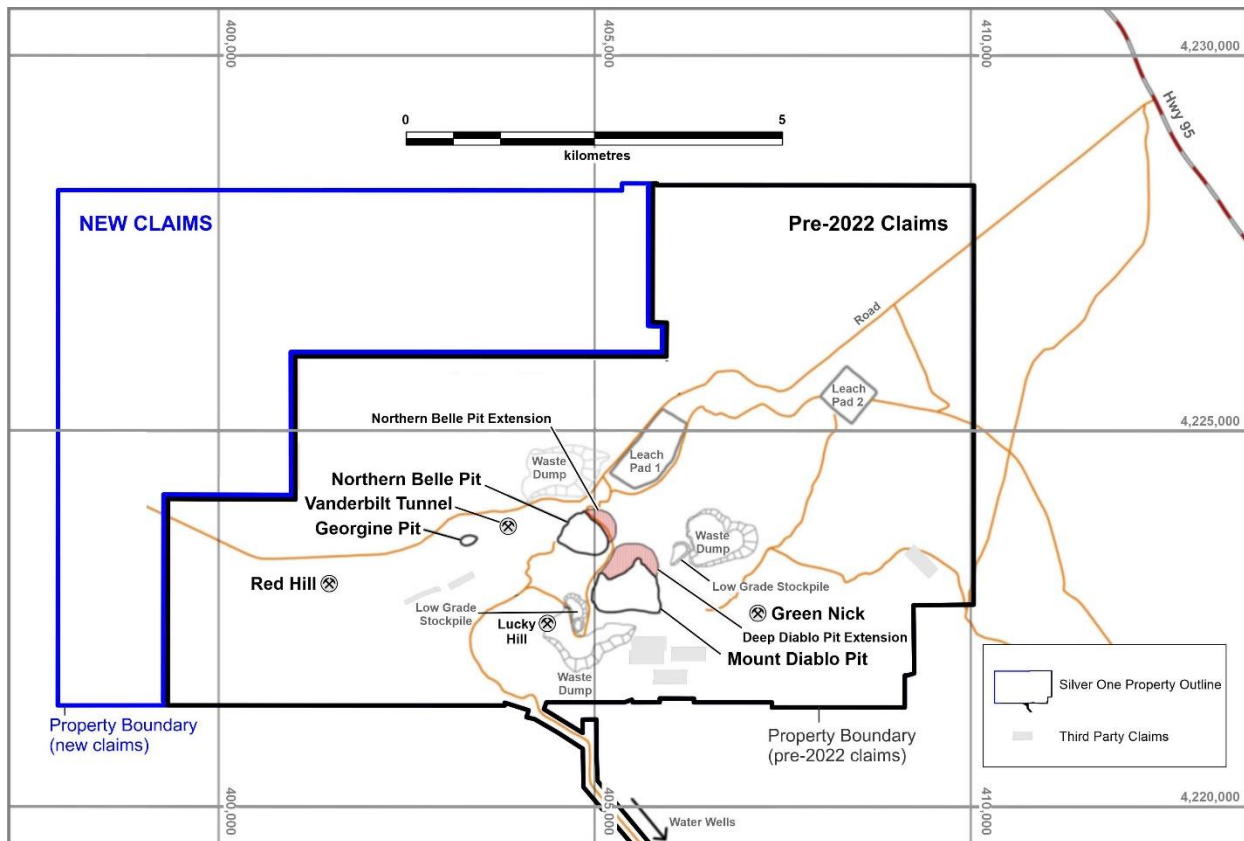 400,000
405,000
410,000
4,230,000
Hwy 95
0
5
kilometres
NEW CLAIMS
Pre-2022 Claims
Road
Leach
Pad 2
Northern Belle Pit Extension
4,225,000
Waste
Dump
Leach
Pad 1
Northern Belle Pit
Vanderbilt Tunnel
Georgine Pit
Waste
Dump
Low Grade Stockpile
Red Hill
Low Grade
Stockpile
Lucky
Hill
Green Nick
Deep Diablo Pit Extension
Mount Diablo Pit
Waste
Dump
Silver One Property Outline
Third Party Claims
Property Boundary
(new claims)
Property Boundary
(pre-2022 claims)
400,000
405,000
410,000
4,220,000
Water Wells